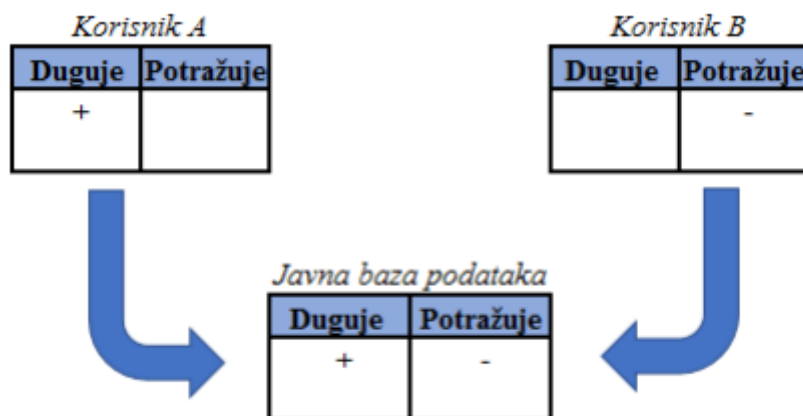 Korisnik A
Duguje Potražuje
+
Korisnik B
Duguje Potražuje
-
Javna baza podataka
Duguje Potražuje
+ -